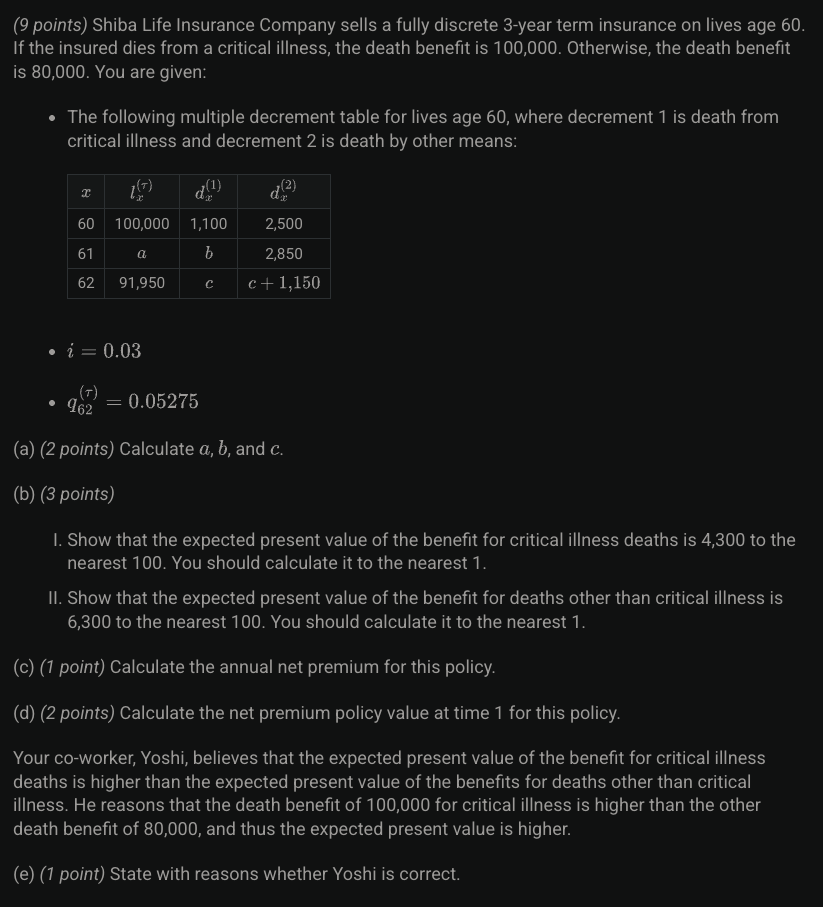 (9 points) Shiba Life Insurance Company sells a fully discrete 3-year term insurance on lives age 60.
If the insured dies from a critical illness, the death benefit is 100,000. Otherwise, the death benefit
is 80,000. You are given:
• The following multiple decrement table for lives age 60, where decrement 1 is death from
critical illness and decrement 2 is death by other means:
x l_x^{(τ)} d_x^{(1)} d_x^{(2)}
60 100,000 1,100 2,500
61 a b 2,850
62 91,950 c c + 1,150
• i = 0.03
• q_{62}^{(τ)} = 0.05275
(a) (2 points) Calculate a, b, and c.
(b) (3 points)
I. Show that the expected present value of the benefit for critical illness deaths is 4,300 to the
nearest 100. You should calculate it to the nearest 1.
II. Show that the expected present value of the benefit for deaths other than critical illness is
6,300 to the nearest 100. You should calculate it to the nearest 1.
(c) (1 point) Calculate the annual net premium for this policy.
(d) (2 points) Calculate the net premium policy value at time 1 for this policy.
Your co-worker, Yoshi, believes that the expected present value of the benefit for critical illness
deaths is higher than the expected present value of the benefits for deaths other than critical
illness. He reasons that the death benefit of 100,000 for critical illness is higher than the other
death benefit of 80,000, and thus the expected present value is higher.
(e) (1 point) State with reasons whether Yoshi is correct.